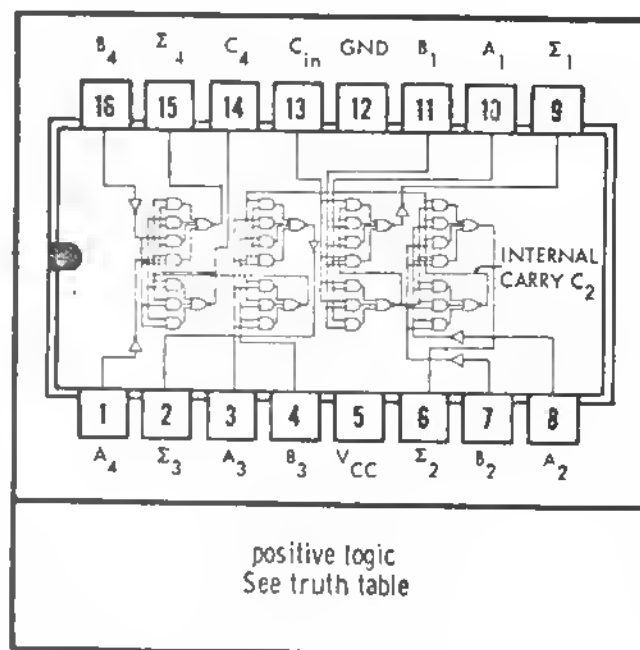 B4 Σ4 C4 Cin GND B1 A1 Σ1
16 15 14 13 12 11 10 9
INTERNAL
CARRY C2
1 2 3 4 5 6 7 8
A4 Σ3 A3 B3 VCC Σ2 B2 A2
positive logic
See truth table